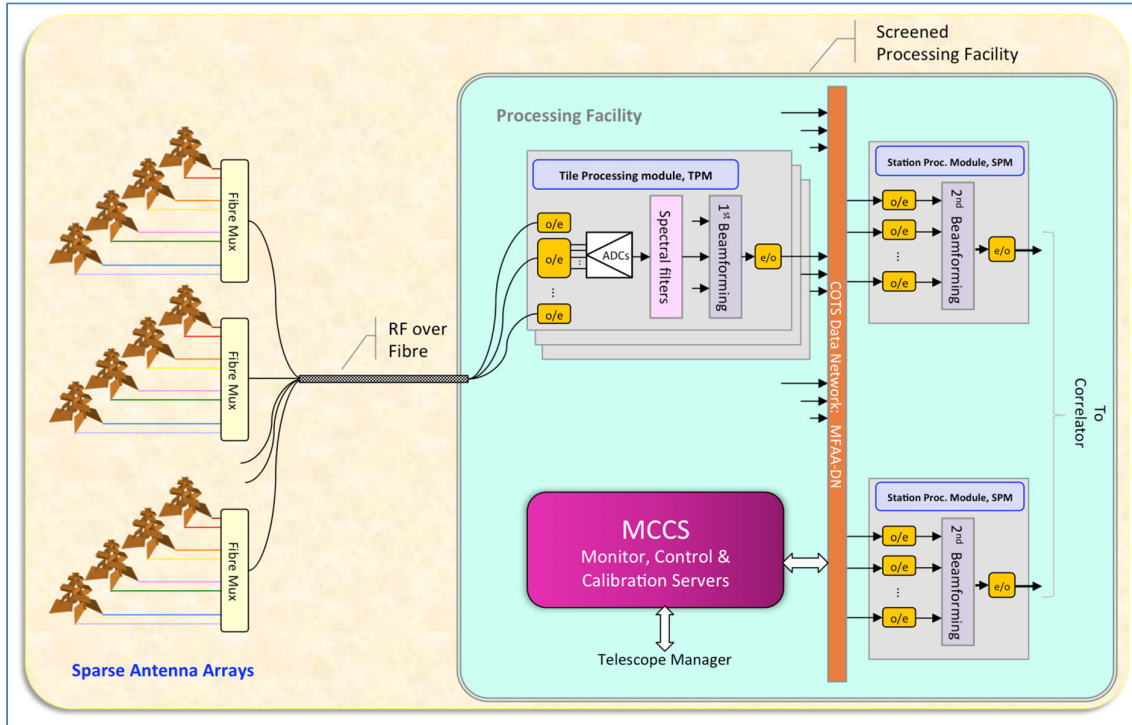 Screened
Processing Facility
Processing Facility
Fibre Mux
Fibre Mux
Fibre Mux
Sparse Antenna Arrays
RF over
Fibre
Tile Processing module, TPM
o/e
o/e
...
o/e
ADCs
Spectral filters
1st Beamforming
e/o
COTS Data Network: MFAA-DN
Station Proc. Module, SPM
o/e
o/e
...
o/e
2nd
Beamforming
e/o
To
Correlator
MCCS
Monitor, Control &
Calibration Servers
Telescope Manager
Station Proc. Module, SPM
o/e
o/e
...
o/e
2nd
Beamforming
e/o